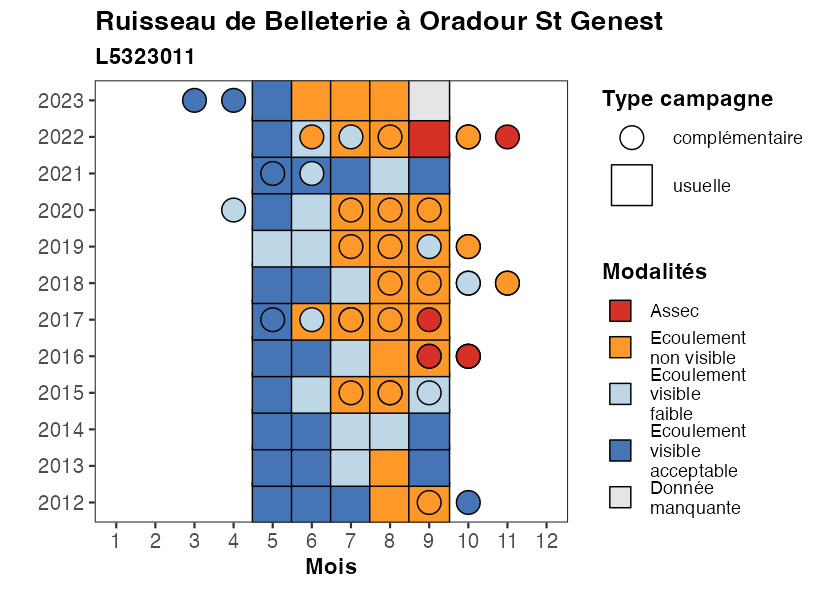 Ruisseau de Belleterie à Oradour St Genest
L5323011
2023
2022
2021
2020
2019
2018
2017
2016
2015
2014
2013
2012
1 2 3 4 5 6 7 8 9 10 11 12
Mois
Type campagne
complémentaire
usuelle
Modalités
Assec
Ecoulement
non visible
Ecoulement
visible
faible
Ecoulement
visible
acceptable
Donnée
manquante